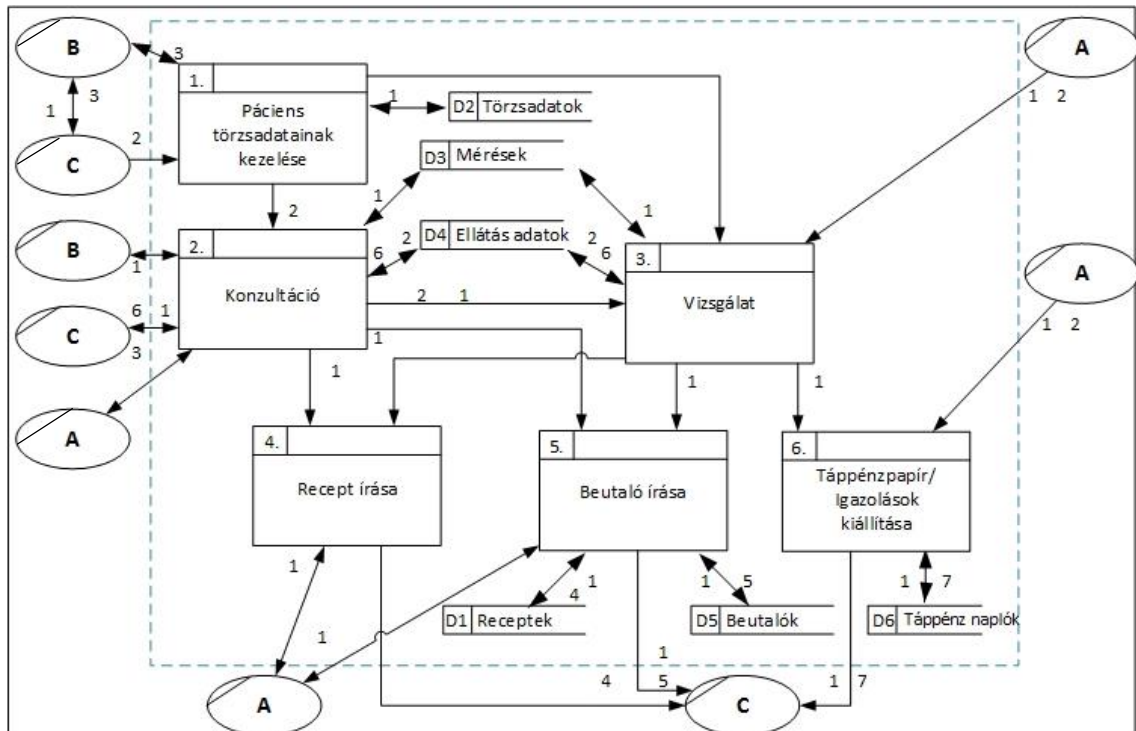 B
A
3
1.
1 3
Páciens
törzsadatainak
kezelése
1
D2 Törzsadatok
1 2
C
2
D3 Mérések
1
1
2
B
1
2.
Konzultáció
6 2
D4 Ellátás adatok
2
6
3.
Vizsgálat
A
C
6 1
3
2 1
1
1 2
1
1
1
A
4.
Recept írása
5.
Beutaló írása
6.
Táppénzpapír/
Igazolások
kiállítása
1
1
4
1 5
1 7
D1 Receptek
D5 Beutalók
D6 Táppénz naplók
1
1
A
4
5
C
1 7